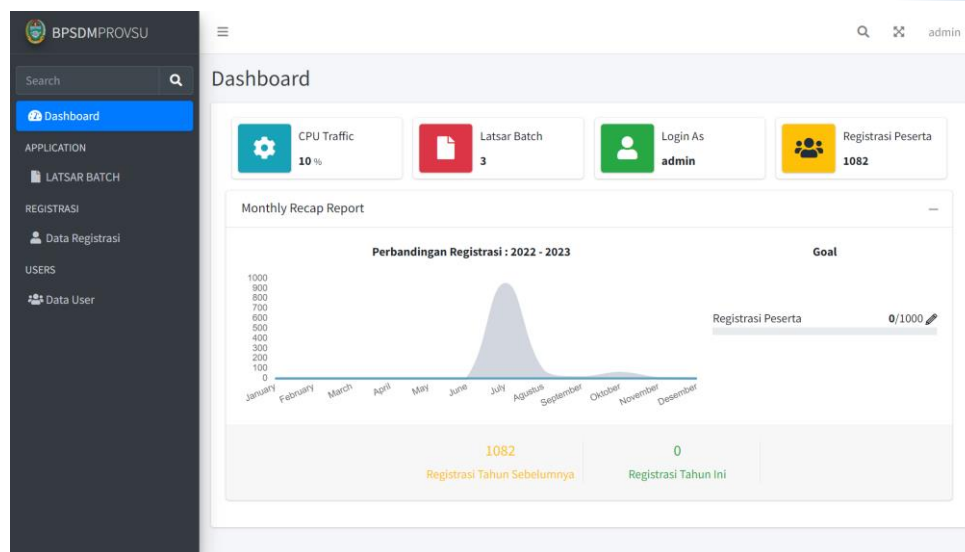 BPSDMPROVSU
admin
Search
Dashboard
Dashboard
APPLICATION
LATSAR BATCH
REGISTRASI
Data Registrasi
USERS
Data User
CPU Traffic
10 %
Latsar Batch
3
Login As
admin
Registrasi Peserta
1082
Monthly Recap Report
Perbandingan Registrasi : 2022 - 2023
Goal
1000
900
800
700
600
500
400
300
200
100
0
January February March April May June July Agustus September Oktober November Desember
Registrasi Peserta 0/1000
1082
Registrasi Tahun Sebelumnya
0
Registrasi Tahun Ini